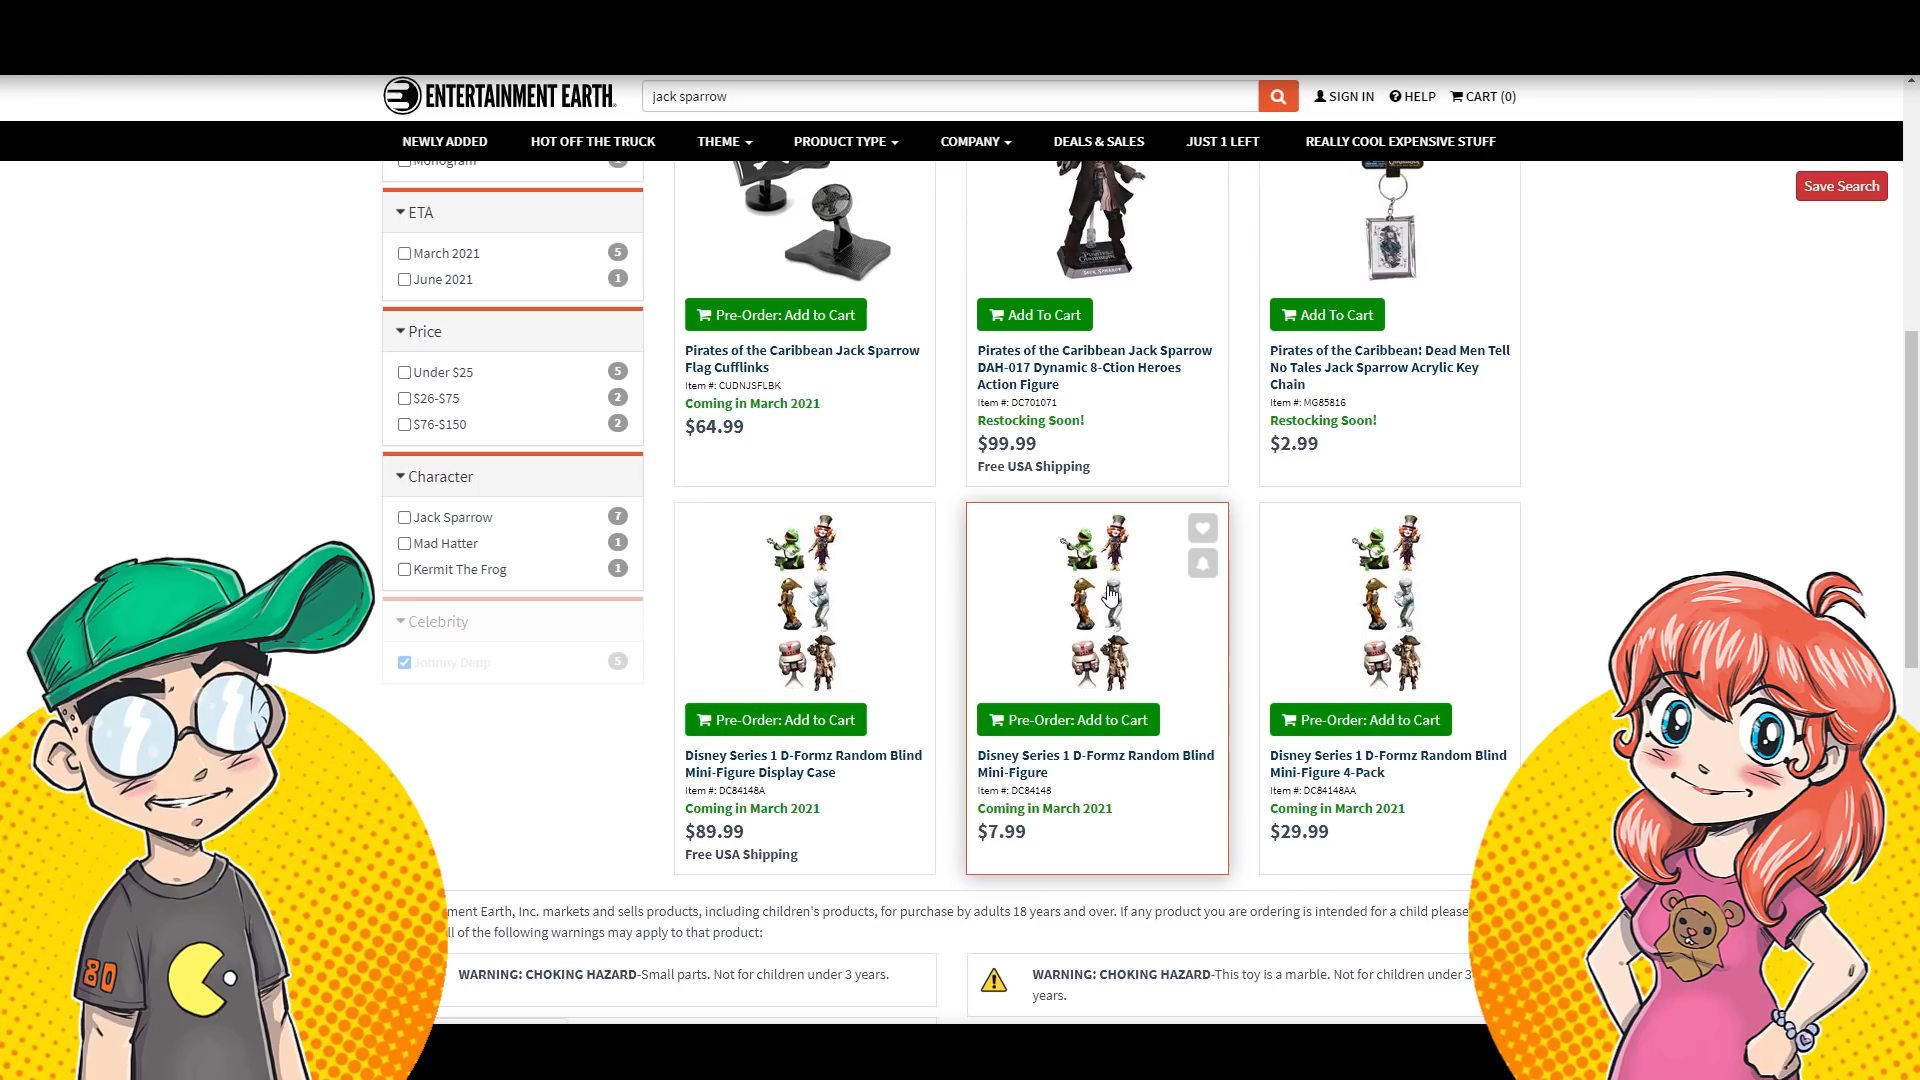 ENTERTAINMENT EARTH
jack sparrow
SIGN IN
HELP
CART (0)
NEWLY ADDED
HOT OFF THE TRUCK
THEME
PRODUCT TYPE
COMPANY
DEALS & SALES
JUST 1 LEFT
REALLY COOL EXPENSIVE STUFF
Save Search
Monogram
ETA
March 2021 5
June 2021 1
Price
Under $25 5
$26-$75 2
$76-$150 2
Character
Jack Sparrow 7
Mad Hatter 1
Kermit The Frog 1
Celebrity
Johnny Depp 5
Pre-Order: Add to Cart
Pirates of the Caribbean Jack Sparrow
Flag Cufflinks
Item #: CUDNJSFLBK
Coming in March 2021
$64.99
Add To Cart
Pirates of the Caribbean Jack Sparrow
DAH-017 Dynamic 8-Ction Heroes
Action Figure
Item #: DC701071
Restocking Soon!
$99.99
Free USA Shipping
Add To Cart
Pirates of the Caribbean: Dead Men Tell
No Tales Jack Sparrow Acrylic Key
Chain
Item #: MG85816
Restocking Soon!
$2.99
Pre-Order: Add to Cart
Disney Series 1 D-Formz Random Blind
Mini-Figure Display Case
Item #: DC84148A
Coming in March 2021
$89.99
Free USA Shipping
Pre-Order: Add to Cart
Disney Series 1 D-Formz Random Blind
Mini-Figure
Item #: DC84148
Coming in March 2021
$7.99
Pre-Order: Add to Cart
Disney Series 1 D-Formz Random Blind
Mini-Figure 4-Pack
Item #: DC84148AA
Coming in March 2021
$29.99
ment Earth, Inc. markets and sells products, including children's products, for purchase by adults 18 years and over. If any product you are ordering is intended for a child please
ll of the following warnings may apply to that product:
WARNING: CHOKING HAZARD-Small parts. Not for children under 3 years.
WARNING: CHOKING HAZARD-This toy is a marble. Not for children under 3
years.
80